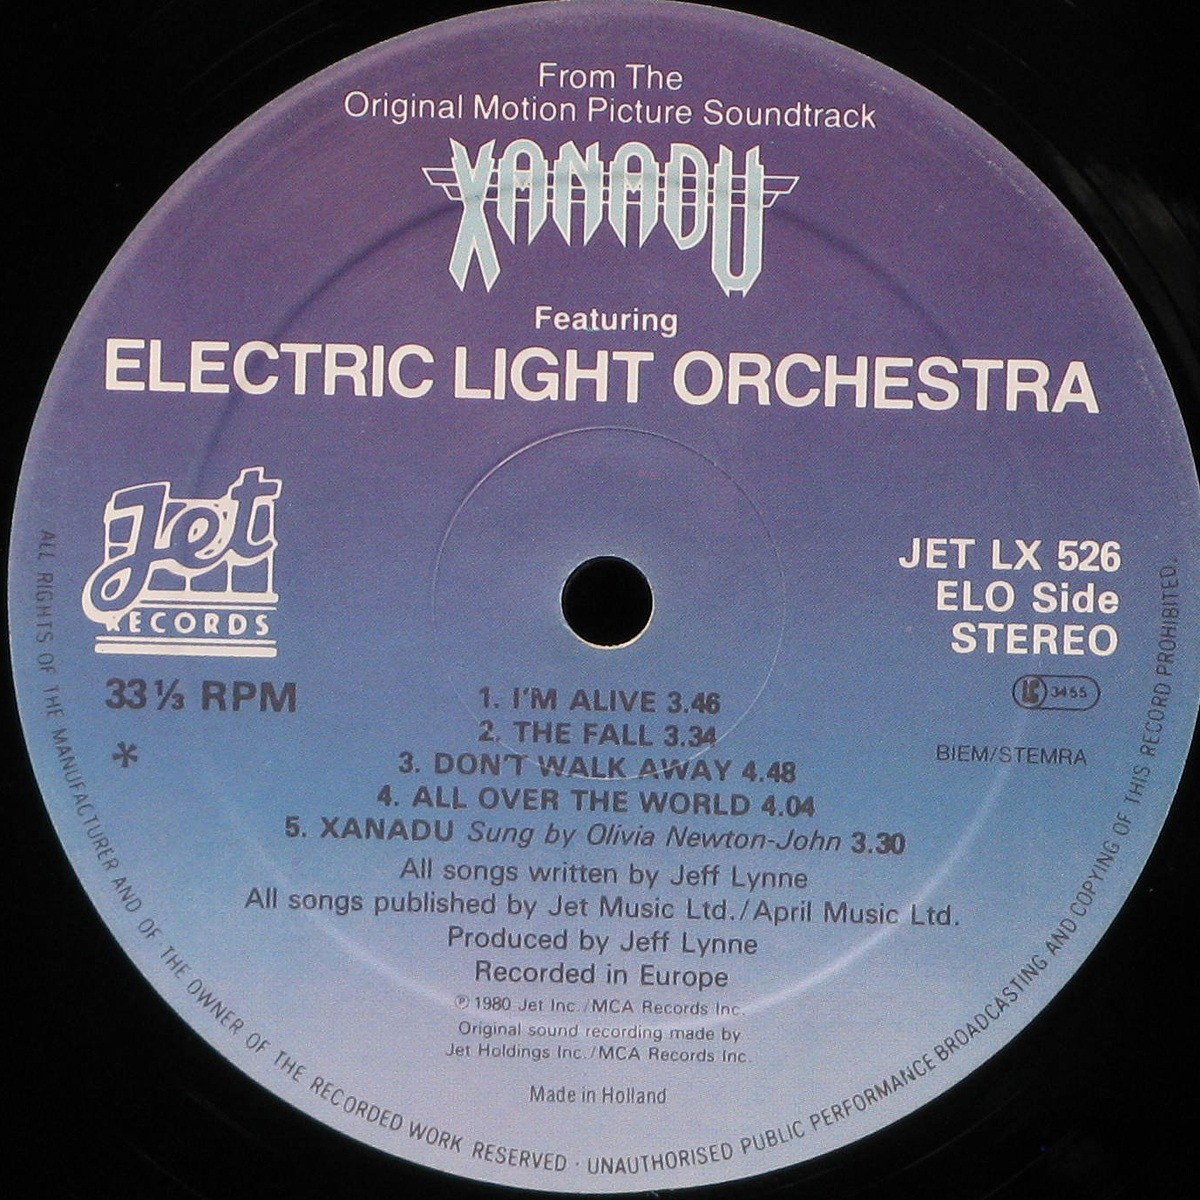 From The
Original Motion Picture Soundtrack
XANADU
Featuring
ELECTRIC LIGHT ORCHESTRA
Jet
RECORDS
JET LX 526
ELO Side
STEREO
33⅓ RPM
*
LC 3455
BIEM/STEMRA
1. I'M ALIVE 3.46
2. THE FALL 3.34
3. DON'T WALK AWAY 4.48
4. ALL OVER THE WORLD 4.04
5. XANADU Sung by Olivia Newton-John 3.30
All songs written by Jeff Lynne
All songs published by Jet Music Ltd./April Music Ltd.
Produced by Jeff Lynne
Recorded in Europe
℗ 1980 Jet Inc./MCA Records Inc.
Original sound recording made by
Jet Holdings Inc./MCA Records Inc.
Made in Holland
ALL RIGHTS OF THE MANUFACTURER AND OF THE OWNER OF THE RECORDED WORK RESERVED · UNAUTHORISED PUBLIC PERFORMANCE BROADCASTING AND COPYING OF THIS RECORD PROHIBITED.